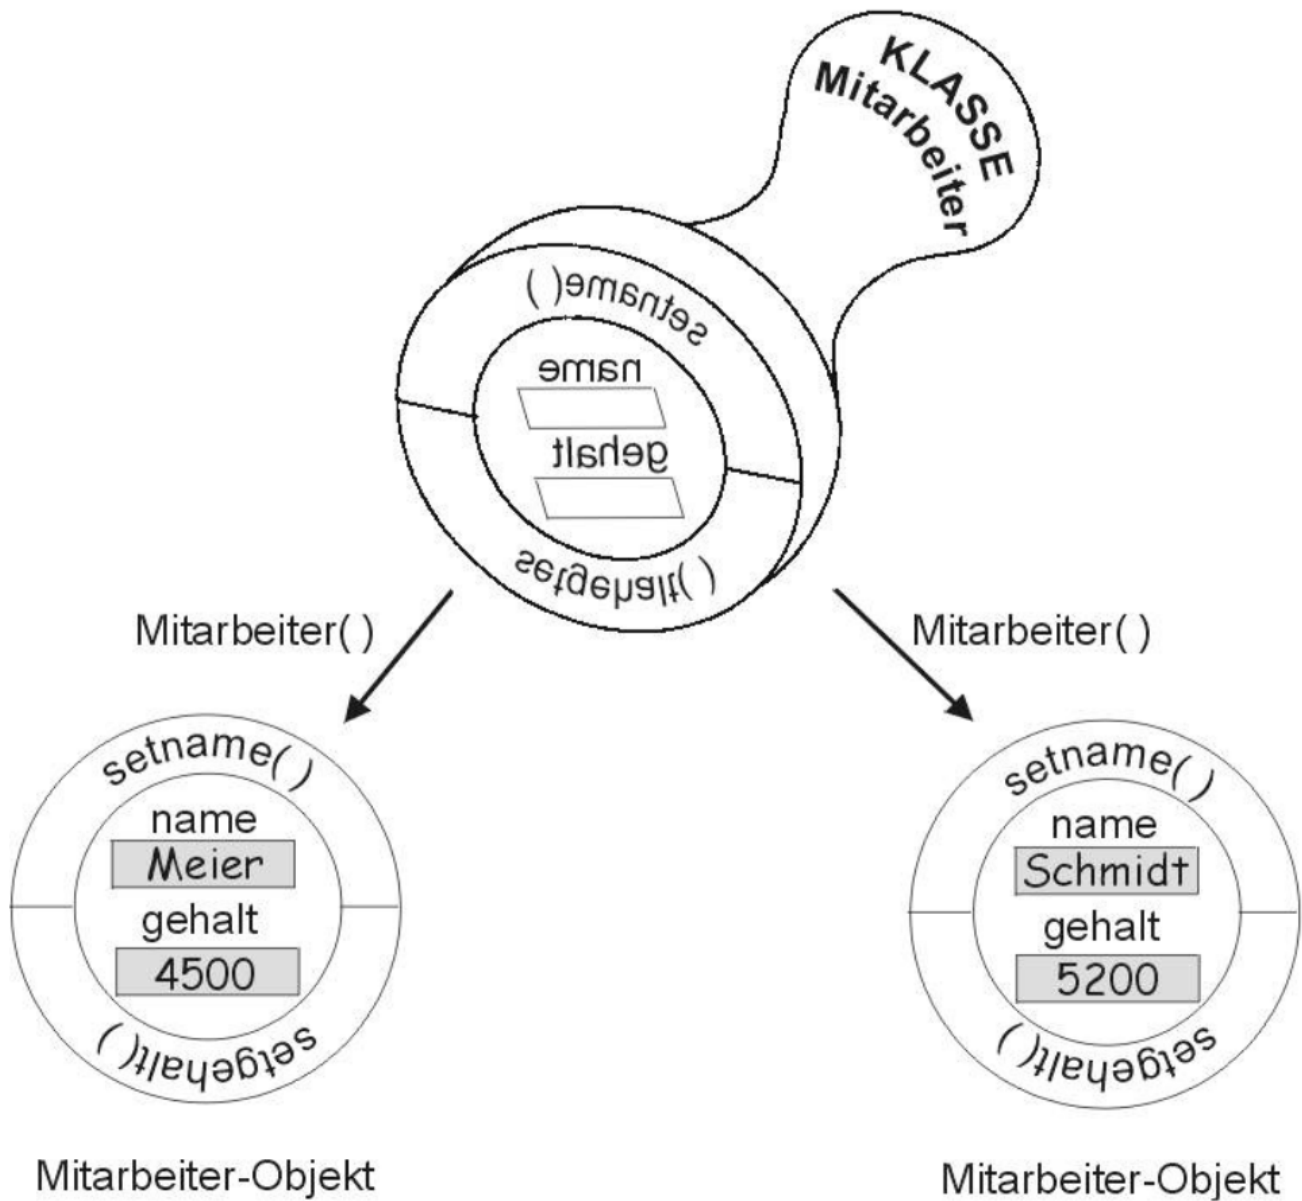 KLASSE
Mitarbeiter
setname( )
name
gehalt
setgehalt( )
Mitarbeiter( )
Mitarbeiter( )
setname( )
name
Meier
gehalt
4500
setgehalt( )
Mitarbeiter-Objekt
setname( )
name
Schmidt
gehalt
5200
setgehalt( )
Mitarbeiter-Objekt